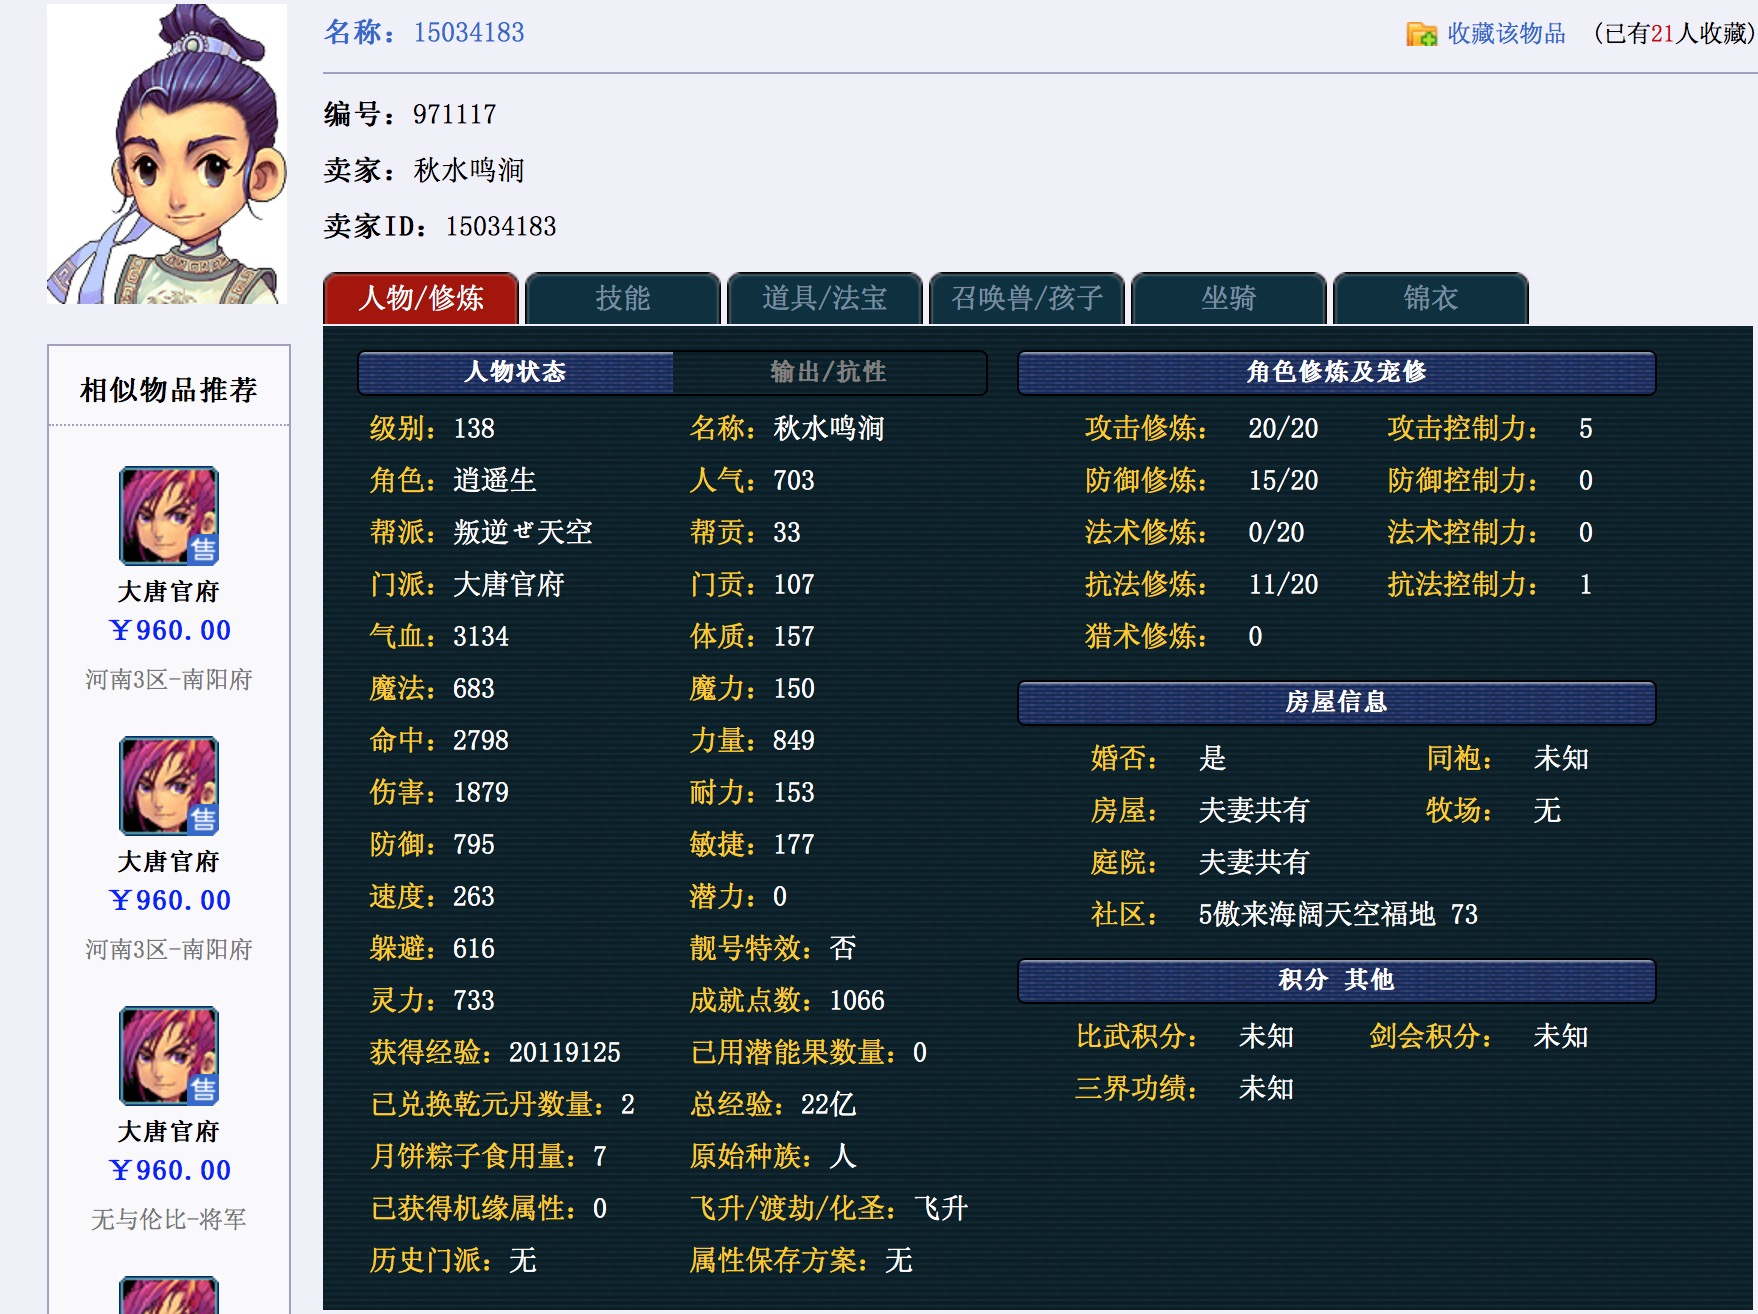 名称： 15034183
收藏该物品 （已有21人收藏）
编号： 971117
卖家： 秋水鸣涧
卖家ID： 15034183
人物/修炼 技能 道具/法宝 召唤兽/孩子 坐骑 锦衣
相似物品推荐
售
大唐官府
￥960.00
河南3区-南阳府
售
大唐官府
￥960.00
河南3区-南阳府
售
大唐官府
￥960.00
无与伦比-将军
人物状态 输出/抗性
级别： 138 名称： 秋水鸣涧
角色： 逍遥生 人气： 703
帮派： 叛逆ぜ天空 帮贡： 33
门派： 大唐官府 门贡： 107
气血： 3134 体质： 157
魔法： 683 魔力： 150
命中： 2798 力量： 849
伤害： 1879 耐力： 153
防御： 795 敏捷： 177
速度： 263 潜力： 0
躲避： 616 靓号特效： 否
灵力： 733 成就点数： 1066
获得经验： 20119125 已用潜能果数量： 0
已兑换乾元丹数量： 2 总经验： 22亿
月饼粽子食用量： 7 原始种族： 人
已获得机缘属性： 0 飞升/渡劫/化圣： 飞升
历史门派： 无 属性保存方案： 无
角色修炼及宠修
攻击修炼： 20/20 攻击控制力： 5
防御修炼： 15/20 防御控制力： 0
法术修炼： 0/20 法术控制力： 0
抗法修炼： 11/20 抗法控制力： 1
猎术修炼： 0
房屋信息
婚否： 是 同袍： 未知
房屋： 夫妻共有 牧场： 无
庭院： 夫妻共有
社区： 5傲来海阔天空福地 73
积分 其他
比武积分： 未知 剑会积分： 未知
三界功绩： 未知